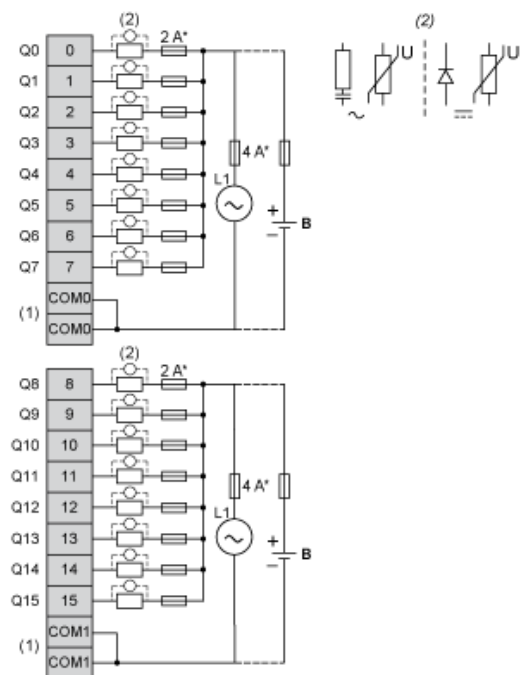 (2)
(2)
2 A*
Q0 0
Q1 1
Q2 2
Q3 3
Q4 4
Q5 5
Q6 6
Q7 7
COM0
(1)
COM0
4 A*
L1
+
B
−
U
U
(2)
2 A*
Q8 8
Q9 9
Q10 10
Q11 11
Q12 12
Q13 13
Q14 14
Q15 15
COM1
(1)
COM1
4 A*
L1
+
B
−